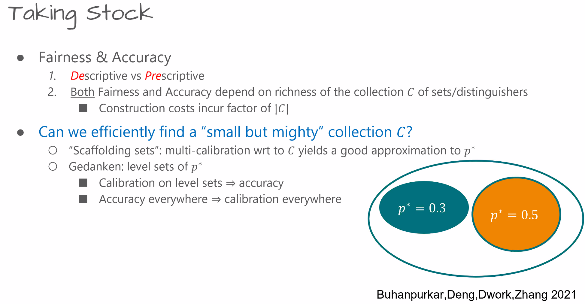 Taking Stock
● Fairness & Accuracy
1. Descriptive vs Prescriptive
2. Both Fairness and Accuracy depend on richness of the collection C of sets/distinguishers
■ Construction costs incur factor of |C|
● Can we efficiently find a “small but mighty” collection C?
○ “Scaffolding sets”: multi-calibration wrt to C yields a good approximation to p*
○ Gedanken: level sets of p*
■ Calibration on level sets ⇒ accuracy
■ Accuracy everywhere ⇒ calibration everywhere
p* = 0.3
p* = 0.5
Buhanpurkar,Deng,Dwork,Zhang 2021